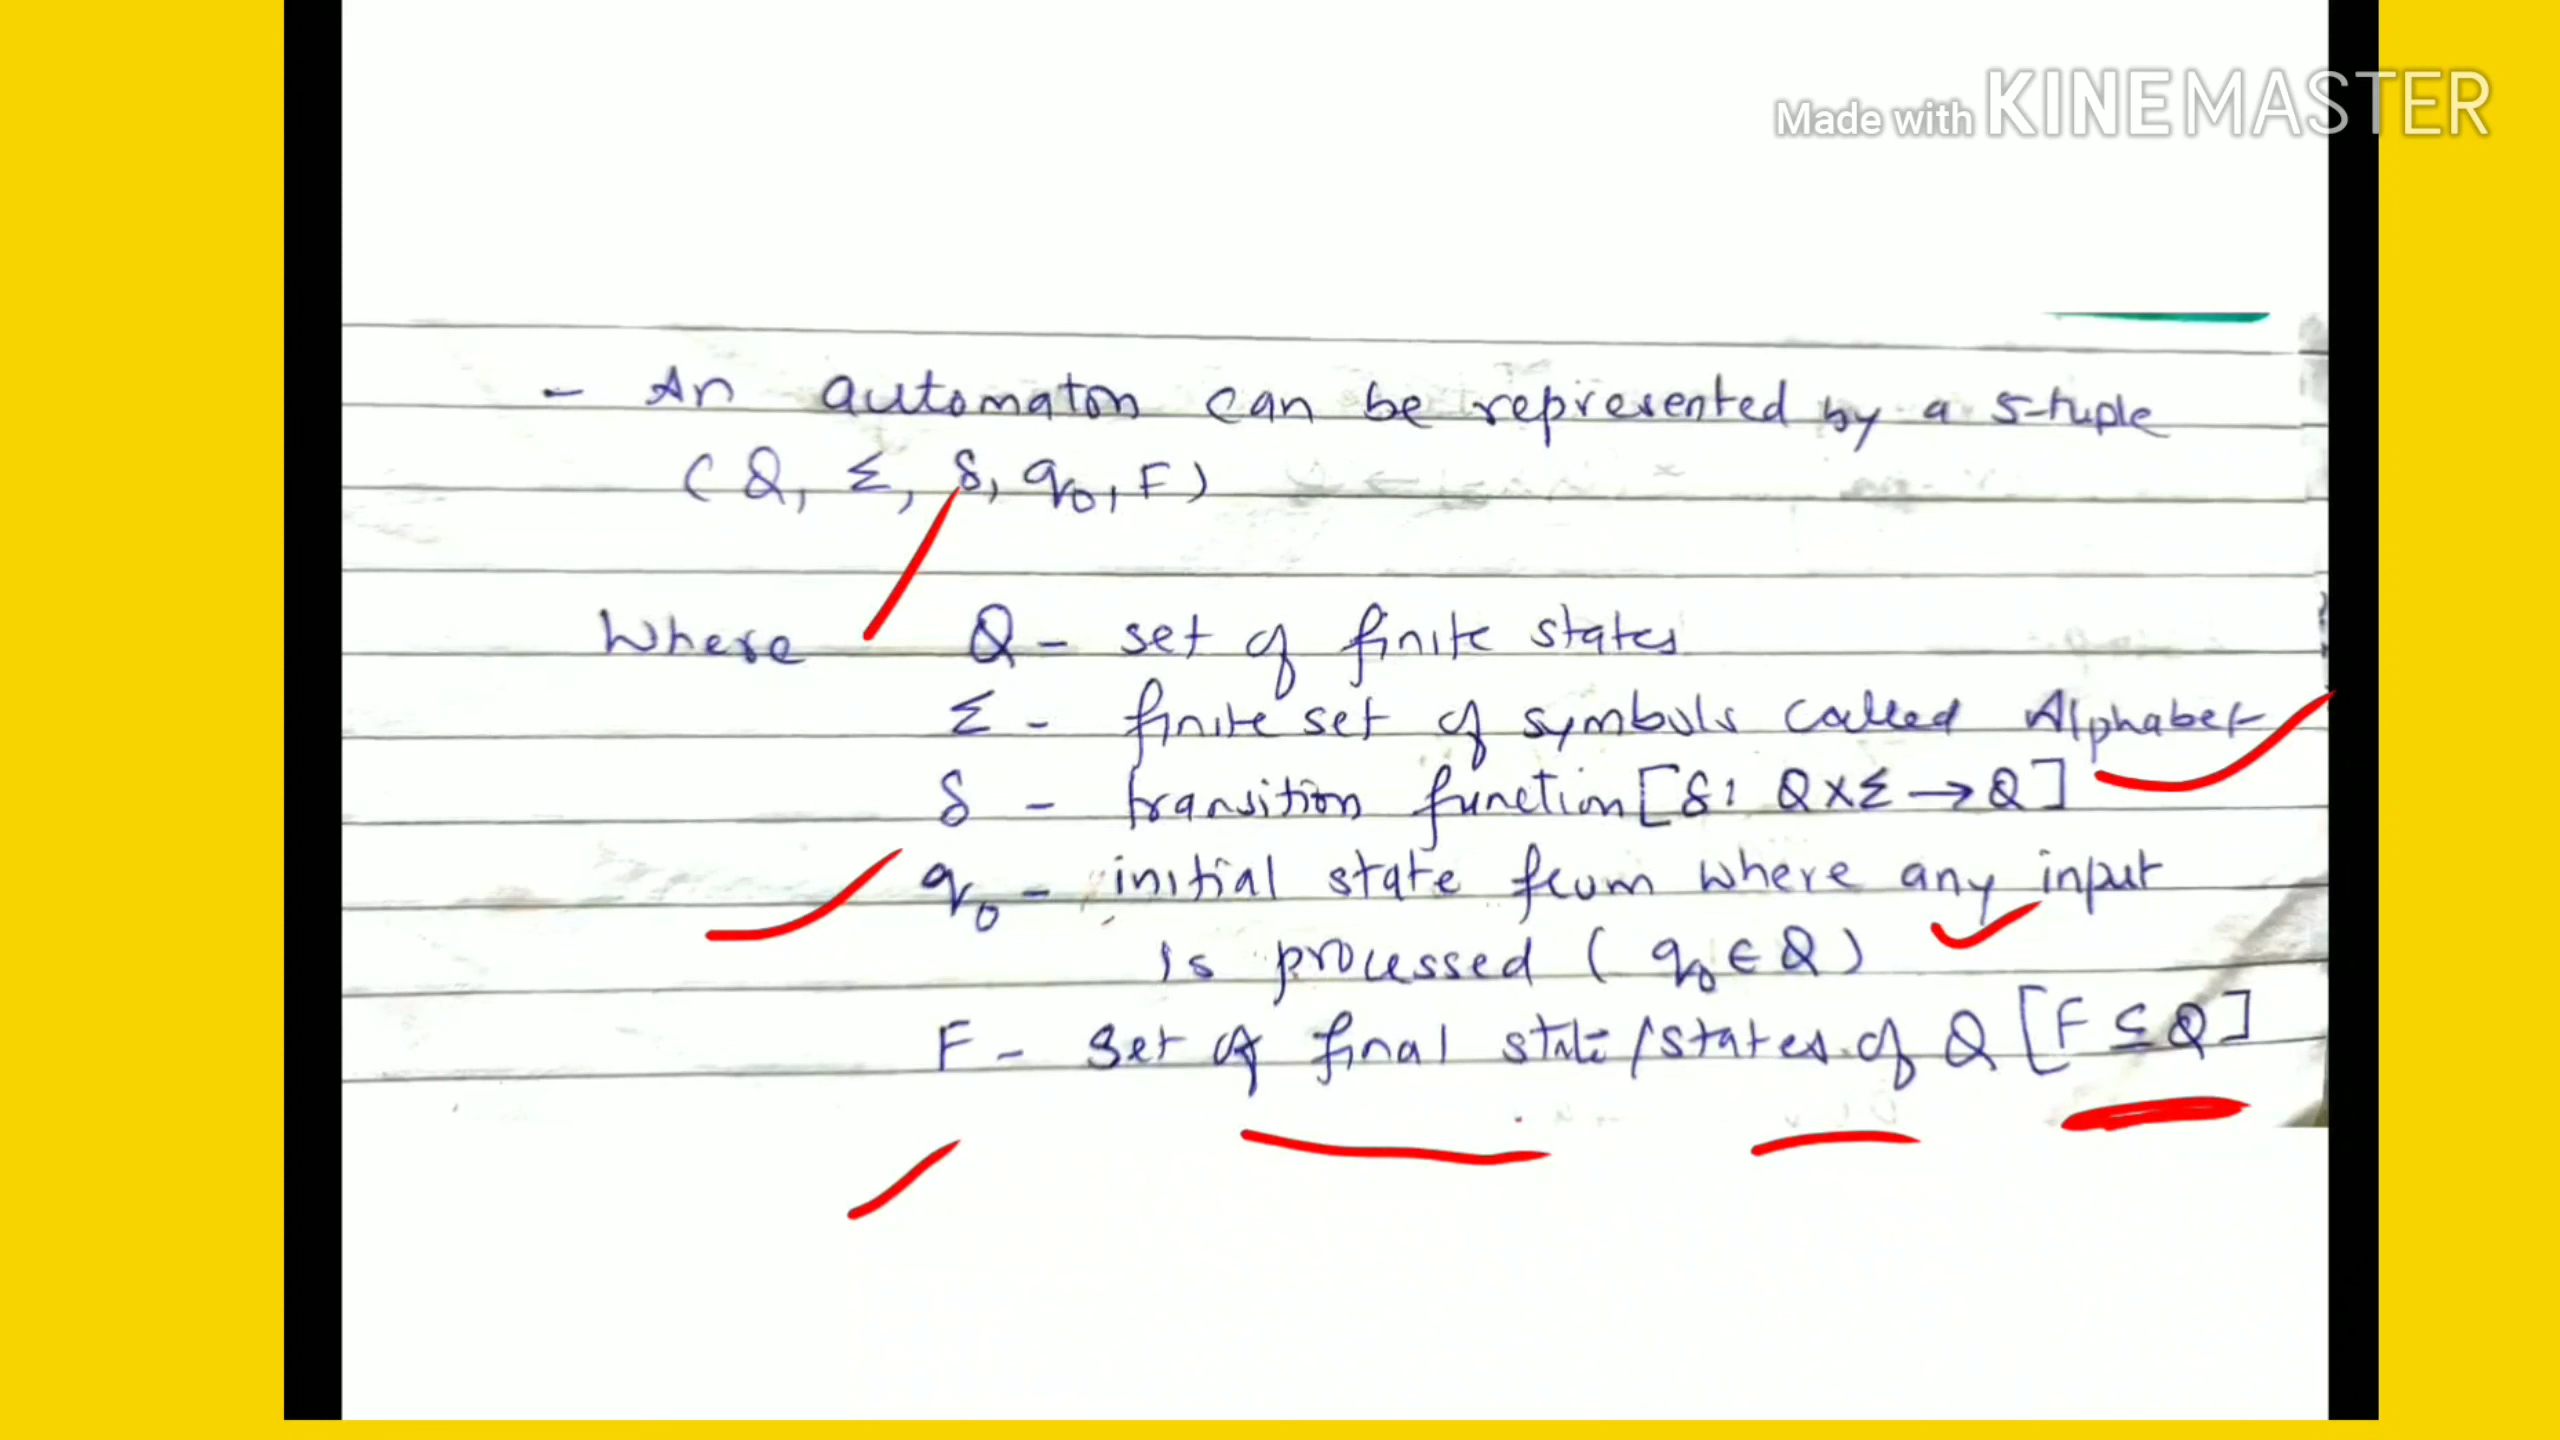 Made with KINEMASTER
- An automaton can be represented by a 5-tuple
(Q, Σ, δ, q₀, F)
Where Q - set of finite states
Σ - finite set of symbols called Alphabet
δ - transition function [δ: Q×Σ → Q]
q₀ - initial state from where any input
is processed (q₀ ∈ Q)
F - set of final state/states of Q [F ⊆ Q]